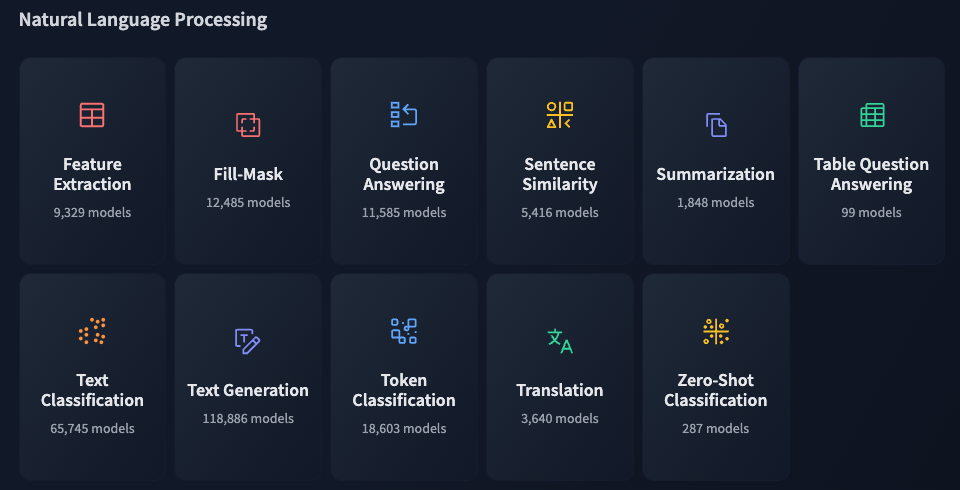 Natural Language Processing
Feature
Extraction
9,329 models
Fill-Mask
12,485 models
Question
Answering
11,585 models
Sentence
Similarity
5,416 models
Summarization
1,848 models
Table Question
Answering
99 models
Text
Classification
65,745 models
Text Generation
118,886 models
Token
Classification
18,603 models
Translation
3,640 models
Zero-Shot
Classification
287 models